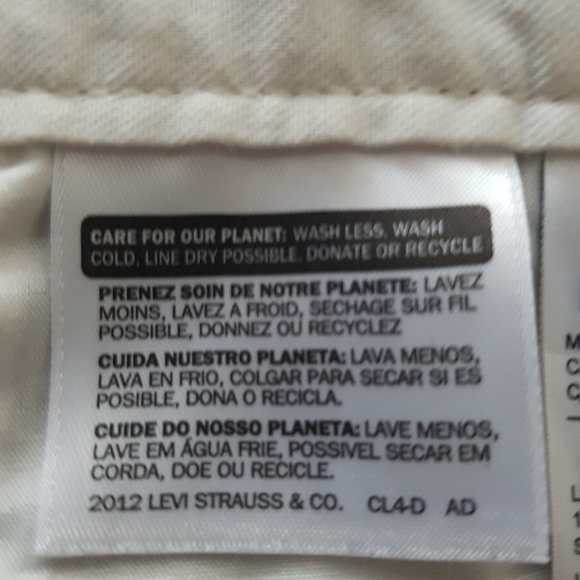 CARE FOR OUR PLANET: WASH LESS, WASH
COLD, LINE DRY POSSIBLE, DONATE OR RECYCLE
PRENEZ SOIN DE NOTRE PLANETE: LAVEZ
MOINS, LAVEZ A FROID, SECHAGE SUR FIL
POSSIBLE, DONNEZ OU RECYCLEZ
CUIDA NUESTRO PLANETA: LAVA MENOS,
LAVA EN FRIO, COLGAR PARA SECAR SI ES
POSIBLE, DONA O RECICLA.
CUIDE DO NOSSO PLANETA: LAVE MENOS,
LAVE EM ÁGUA FRIE, POSSIVEL SECAR EM
CORDA, DOE OU RECICLE.
2012 LEVI STRAUSS & CO. CL4-D AD